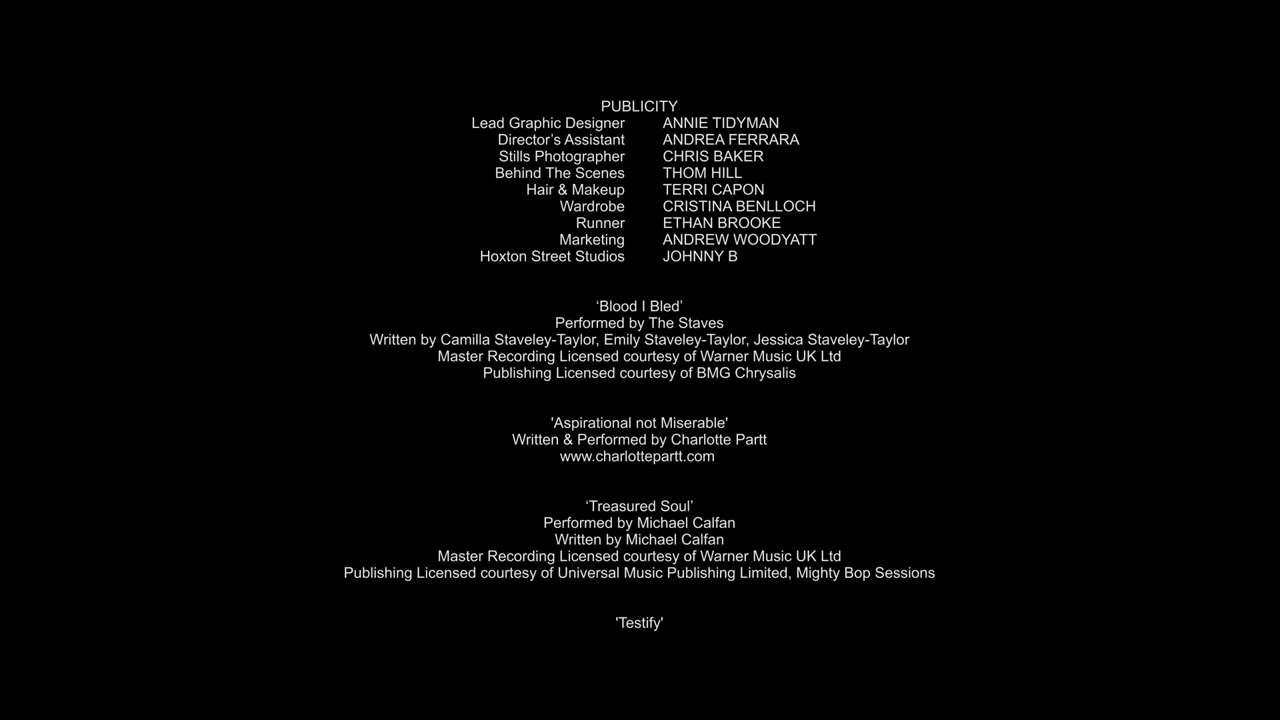 PUBLICITY
Lead Graphic Designer ANNIE TIDYMAN
Director’s Assistant ANDREA FERRARA
Stills Photographer CHRIS BAKER
Behind The Scenes THOM HILL
Hair & Makeup TERRI CAPON
Wardrobe CRISTINA BENLLOCH
Runner ETHAN BROOKE
Marketing ANDREW WOODYATT
Hoxton Street Studios JOHNNY B
‘Blood I Bled’
Performed by The Staves
Written by Camilla Staveley-Taylor, Emily Staveley-Taylor, Jessica Staveley-Taylor
Master Recording Licensed courtesy of Warner Music UK Ltd
Publishing Licensed courtesy of BMG Chrysalis
'Aspirational not Miserable'
Written & Performed by Charlotte Partt
www.charlottepartt.com
‘Treasured Soul’
Performed by Michael Calfan
Written by Michael Calfan
Master Recording Licensed courtesy of Warner Music UK Ltd
Publishing Licensed courtesy of Universal Music Publishing Limited, Mighty Bop Sessions
'Testify'